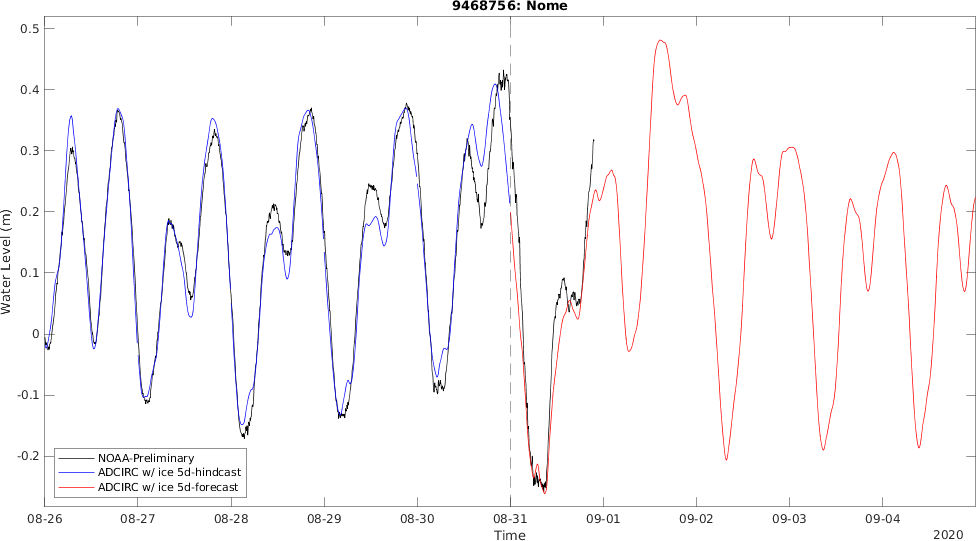 9468756: Nome
0.5
0.4
0.3
0.2
0.1
0
-0.1
-0.2
Water Level (m)
NOAA-Preliminary
ADCIRC w/ ice 5d-hindcast
ADCIRC w/ ice 5d-forecast
08-26 08-27 08-28 08-29 08-30 08-31 09-01 09-02 09-03 09-04
Time
2020